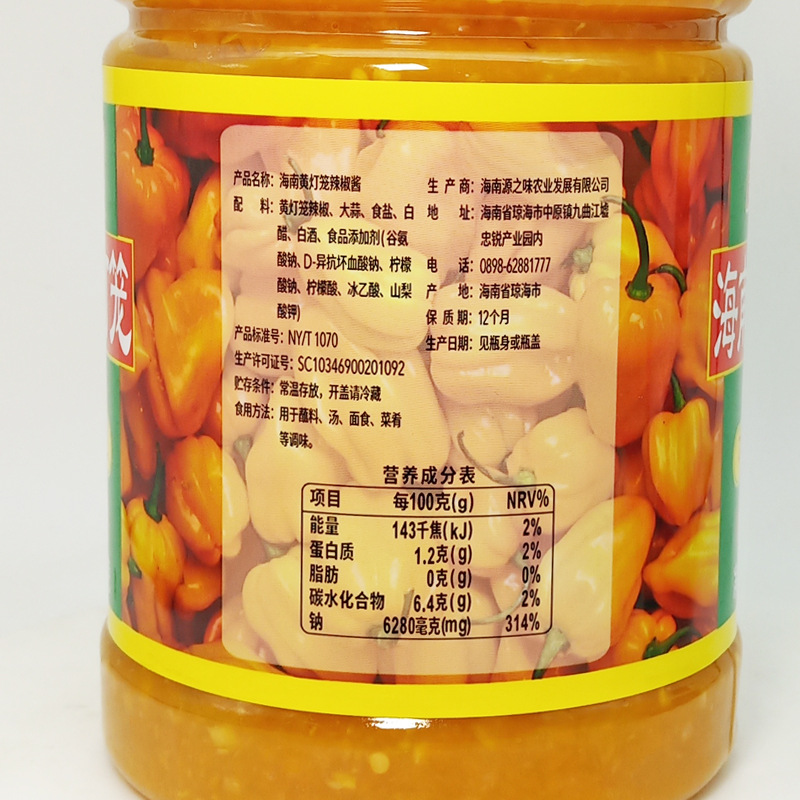 产品名称：海南黄灯笼辣椒酱
配　料：黄灯笼辣椒、大蒜、食盐、白
醋、白酒、食品添加剂(谷氨
酸钠、D-异抗坏血酸钠、柠檬
酸钠、柠檬酸、冰乙酸、山梨
酸钾)
产品标准号：NY/T 1070
生产许可证号：SC10346900201092
贮存条件：常温存放，开盖请冷藏
食用方法：用于蘸料、汤、面食、菜肴
等调味。
生 产 商：海南源之味农业发展有限公司
地　址：海南省琼海市中原镇九曲江墟
忠锐产业园内
电　话：0898-62881777
产　地：海南省琼海市
保 质 期：12个月
生产日期：见瓶身或瓶盖
营养成分表
项目 每100克(g) NRV%
能量 143千焦(kJ) 2%
蛋白质 1.2克(g) 2%
脂肪 0克(g) 0%
碳水化合物 6.4克(g) 2%
钠 6280毫克(mg) 314%
笼
海